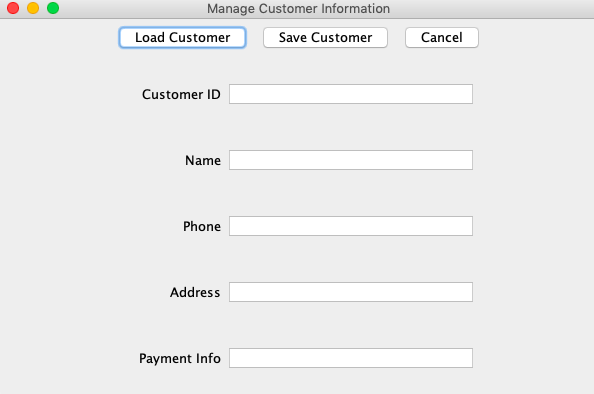 Manage Customer Information
Load Customer Save Customer Cancel
Customer ID
Name
Phone
Address
Payment Info